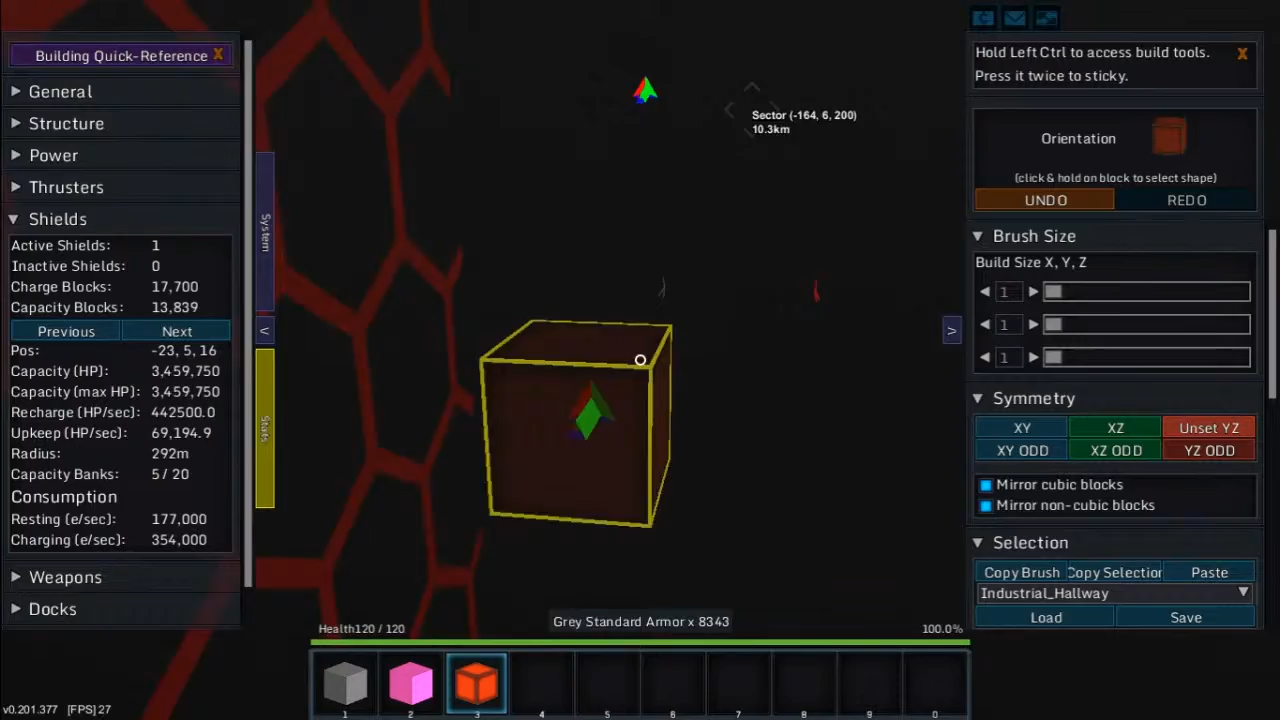 Building Quick-Reference X
General
Structure
Power
Thrusters
Shields
Active Shields: 1
Inactive Shields: 0
Charge Blocks: 17,700
Capacity Blocks: 13,839
Previous Next
Pos: -23, 5, 16
Capacity (HP): 3,459,750
Capacity (max HP): 3,459,750
Recharge (HP/sec): 442500.0
Upkeep (HP/sec): 69,194.9
Radius: 292m
Capacity Banks: 5 / 20
Consumption
Resting (e/sec): 177,000
Charging (e/sec): 354,000
Weapons
Docks
v0.201.377 [FPS] 27
System
<
Stats
Sector (-164, 6, 200)
10.3km
>
Grey Standard Armor x 8343
Health120 / 120 100.0%
1 2 3 4 5 6 7 8 9 0
Hold Left Ctrl to access build tools. X
Press it twice to sticky.
Orientation
(click & hold on block to select shape)
UNDO REDO
Brush Size
Build Size X, Y, Z
1
1
1
Symmetry
XY XZ Unset YZ
XY ODD XZ ODD YZ ODD
Mirror cubic blocks
Mirror non-cubic blocks
Selection
Copy Brush Copy Selection Paste
Industrial_Hallway
Load Save